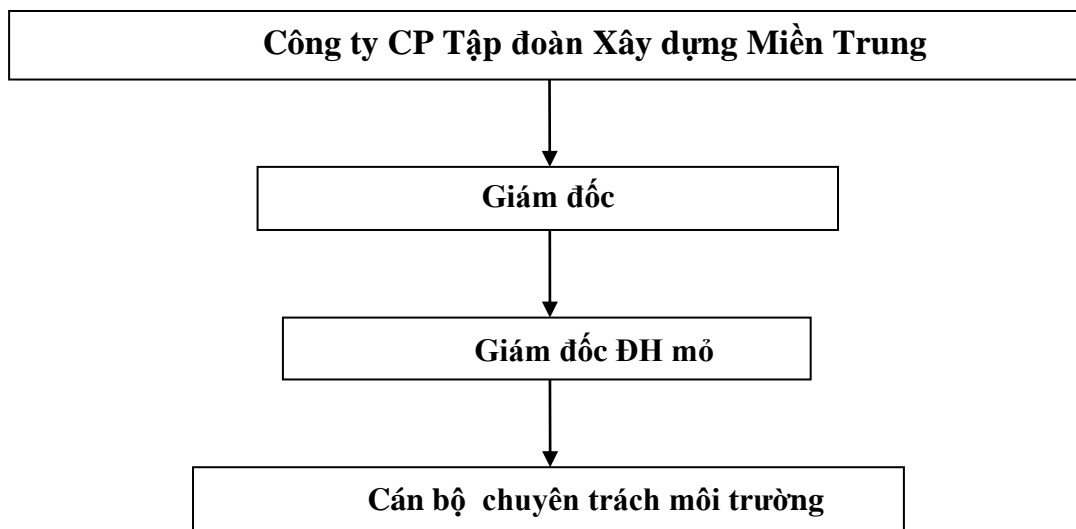 Công ty CP Tập đoàn Xây dựng Miền Trung
Giám đốc
Giám đốc ĐH mỏ
Cán bộ chuyên trách môi trường